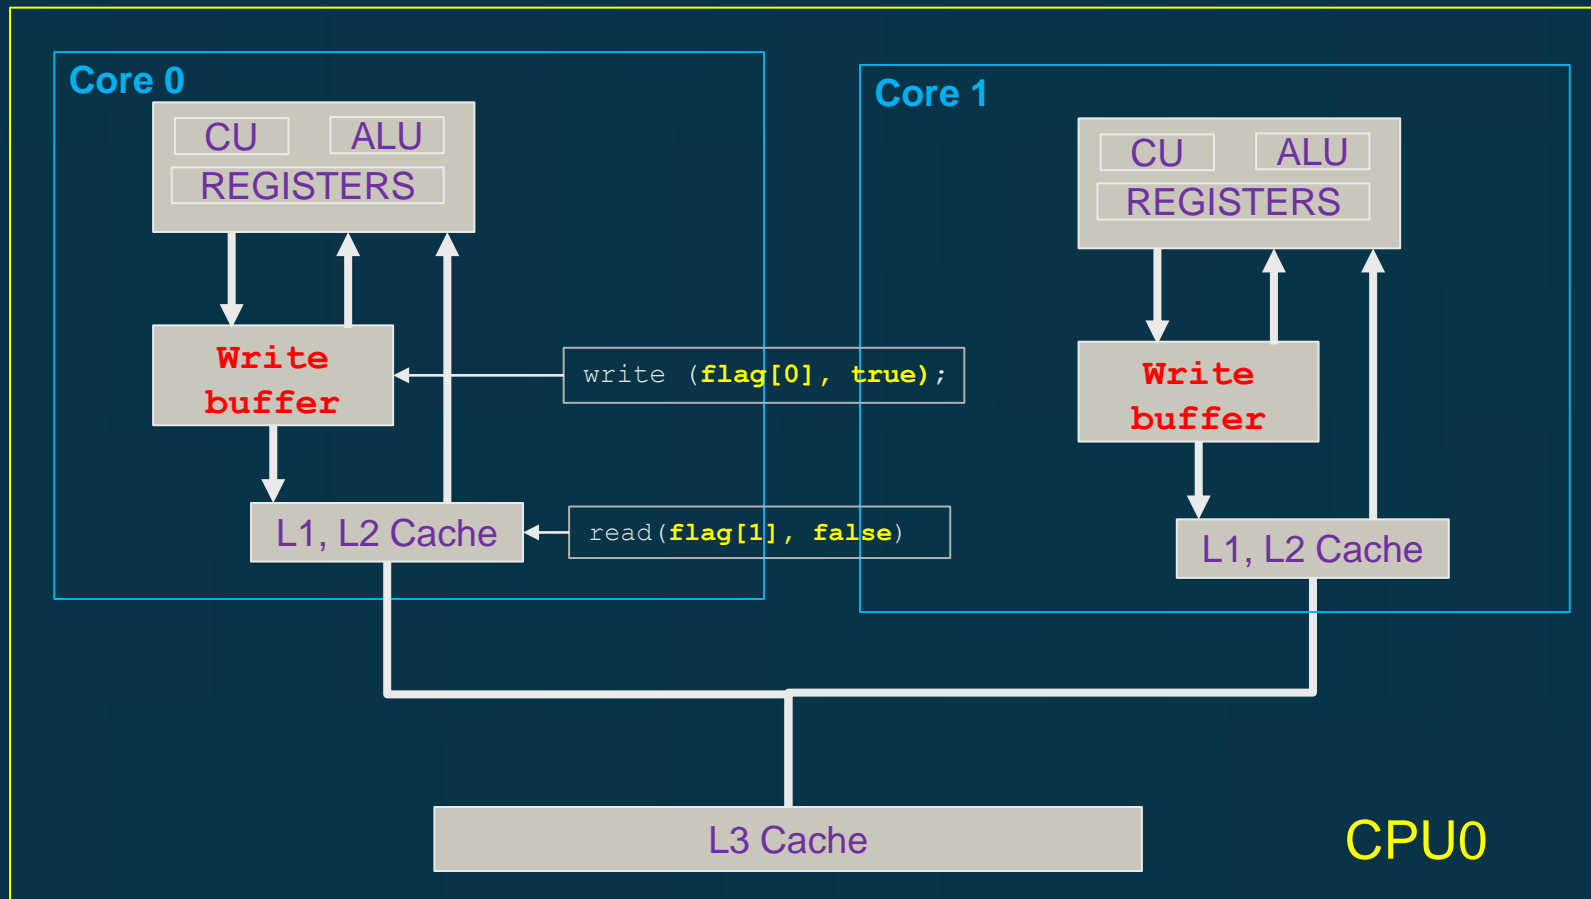 Core 0
CU
ALU
REGISTERS
Write
buffer
write (flag[0], true);
L1, L2 Cache
read(flag[1], false)
Core 1
CU
ALU
REGISTERS
Write
buffer
L1, L2 Cache
L3 Cache
CPU0